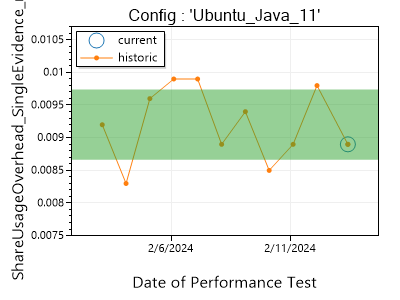 Config : 'Ubuntu_Java_11'
ShareUsageOverhead_SingleEvidence_
0.0105
0.01
0.0095
0.009
0.0085
0.008
0.0075
current
historic
2/6/2024
2/11/2024
Date of Performance Test